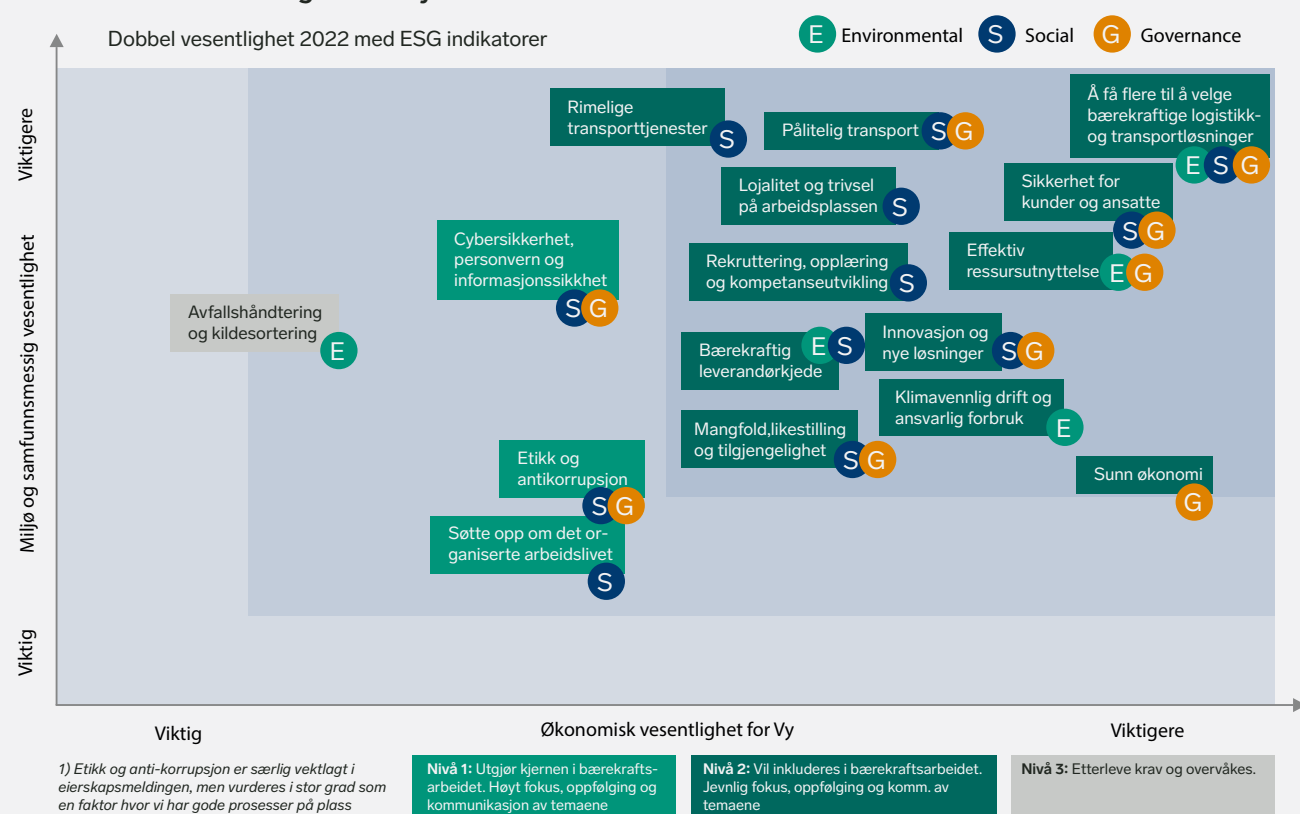 Dobbel vesentlighet 2022 med ESG indikatorer
E Environmental S Social G Governance
Viktigere
Miljø og samfunnsmessig vesentlighet
Viktig
Rimelige
transporttjenester
S
Pålitelig transport S G
Å få flere til å velge
bærekraftige logistikk-
og transportløsninger
E S G
Lojalitet og trivsel
på arbeidsplassen S
Sikkerhet for
kunder og ansatte
S G
Cybersikkerhet,
personvern og
informasjonssikkhet
S G
Rekruttering, opplæring
og kompetanseutvikling S
Effektiv
ressursutnyttelse E G
Avfallshåndtering
og kildesortering
E
Bærekraftig E S
leverandørkjede
Innovasjon og
nye løsninger S G
Klimavennlig drift og
ansvarlig forbruk
E
Mangfold,likestilling
og tilgjengelighet S G
Etikk og
antikorrupsjon
S G
Sunn økonomi
G
Søtte opp om det or-
ganiserte arbeidslivet
S
Viktig
Økonomisk vesentlighet for Vy
Viktigere
1) Etikk og anti-korrupsjon er særlig vektlagt i
eierskapsmeldingen, men vurderes i stor grad som
en faktor hvor vi har gode prosesser på plass
Nivå 1: Utgjør kjernen i bærekrafts-
arbeidet. Høyt fokus, oppfølging og
kommunikasjon av temaene
Nivå 2: Vil inkluderes i bærekraftsarbeidet.
Jevnlig fokus, oppfølging og komm. av
temaene
Nivå 3: Etterleve krav og overvåkes.